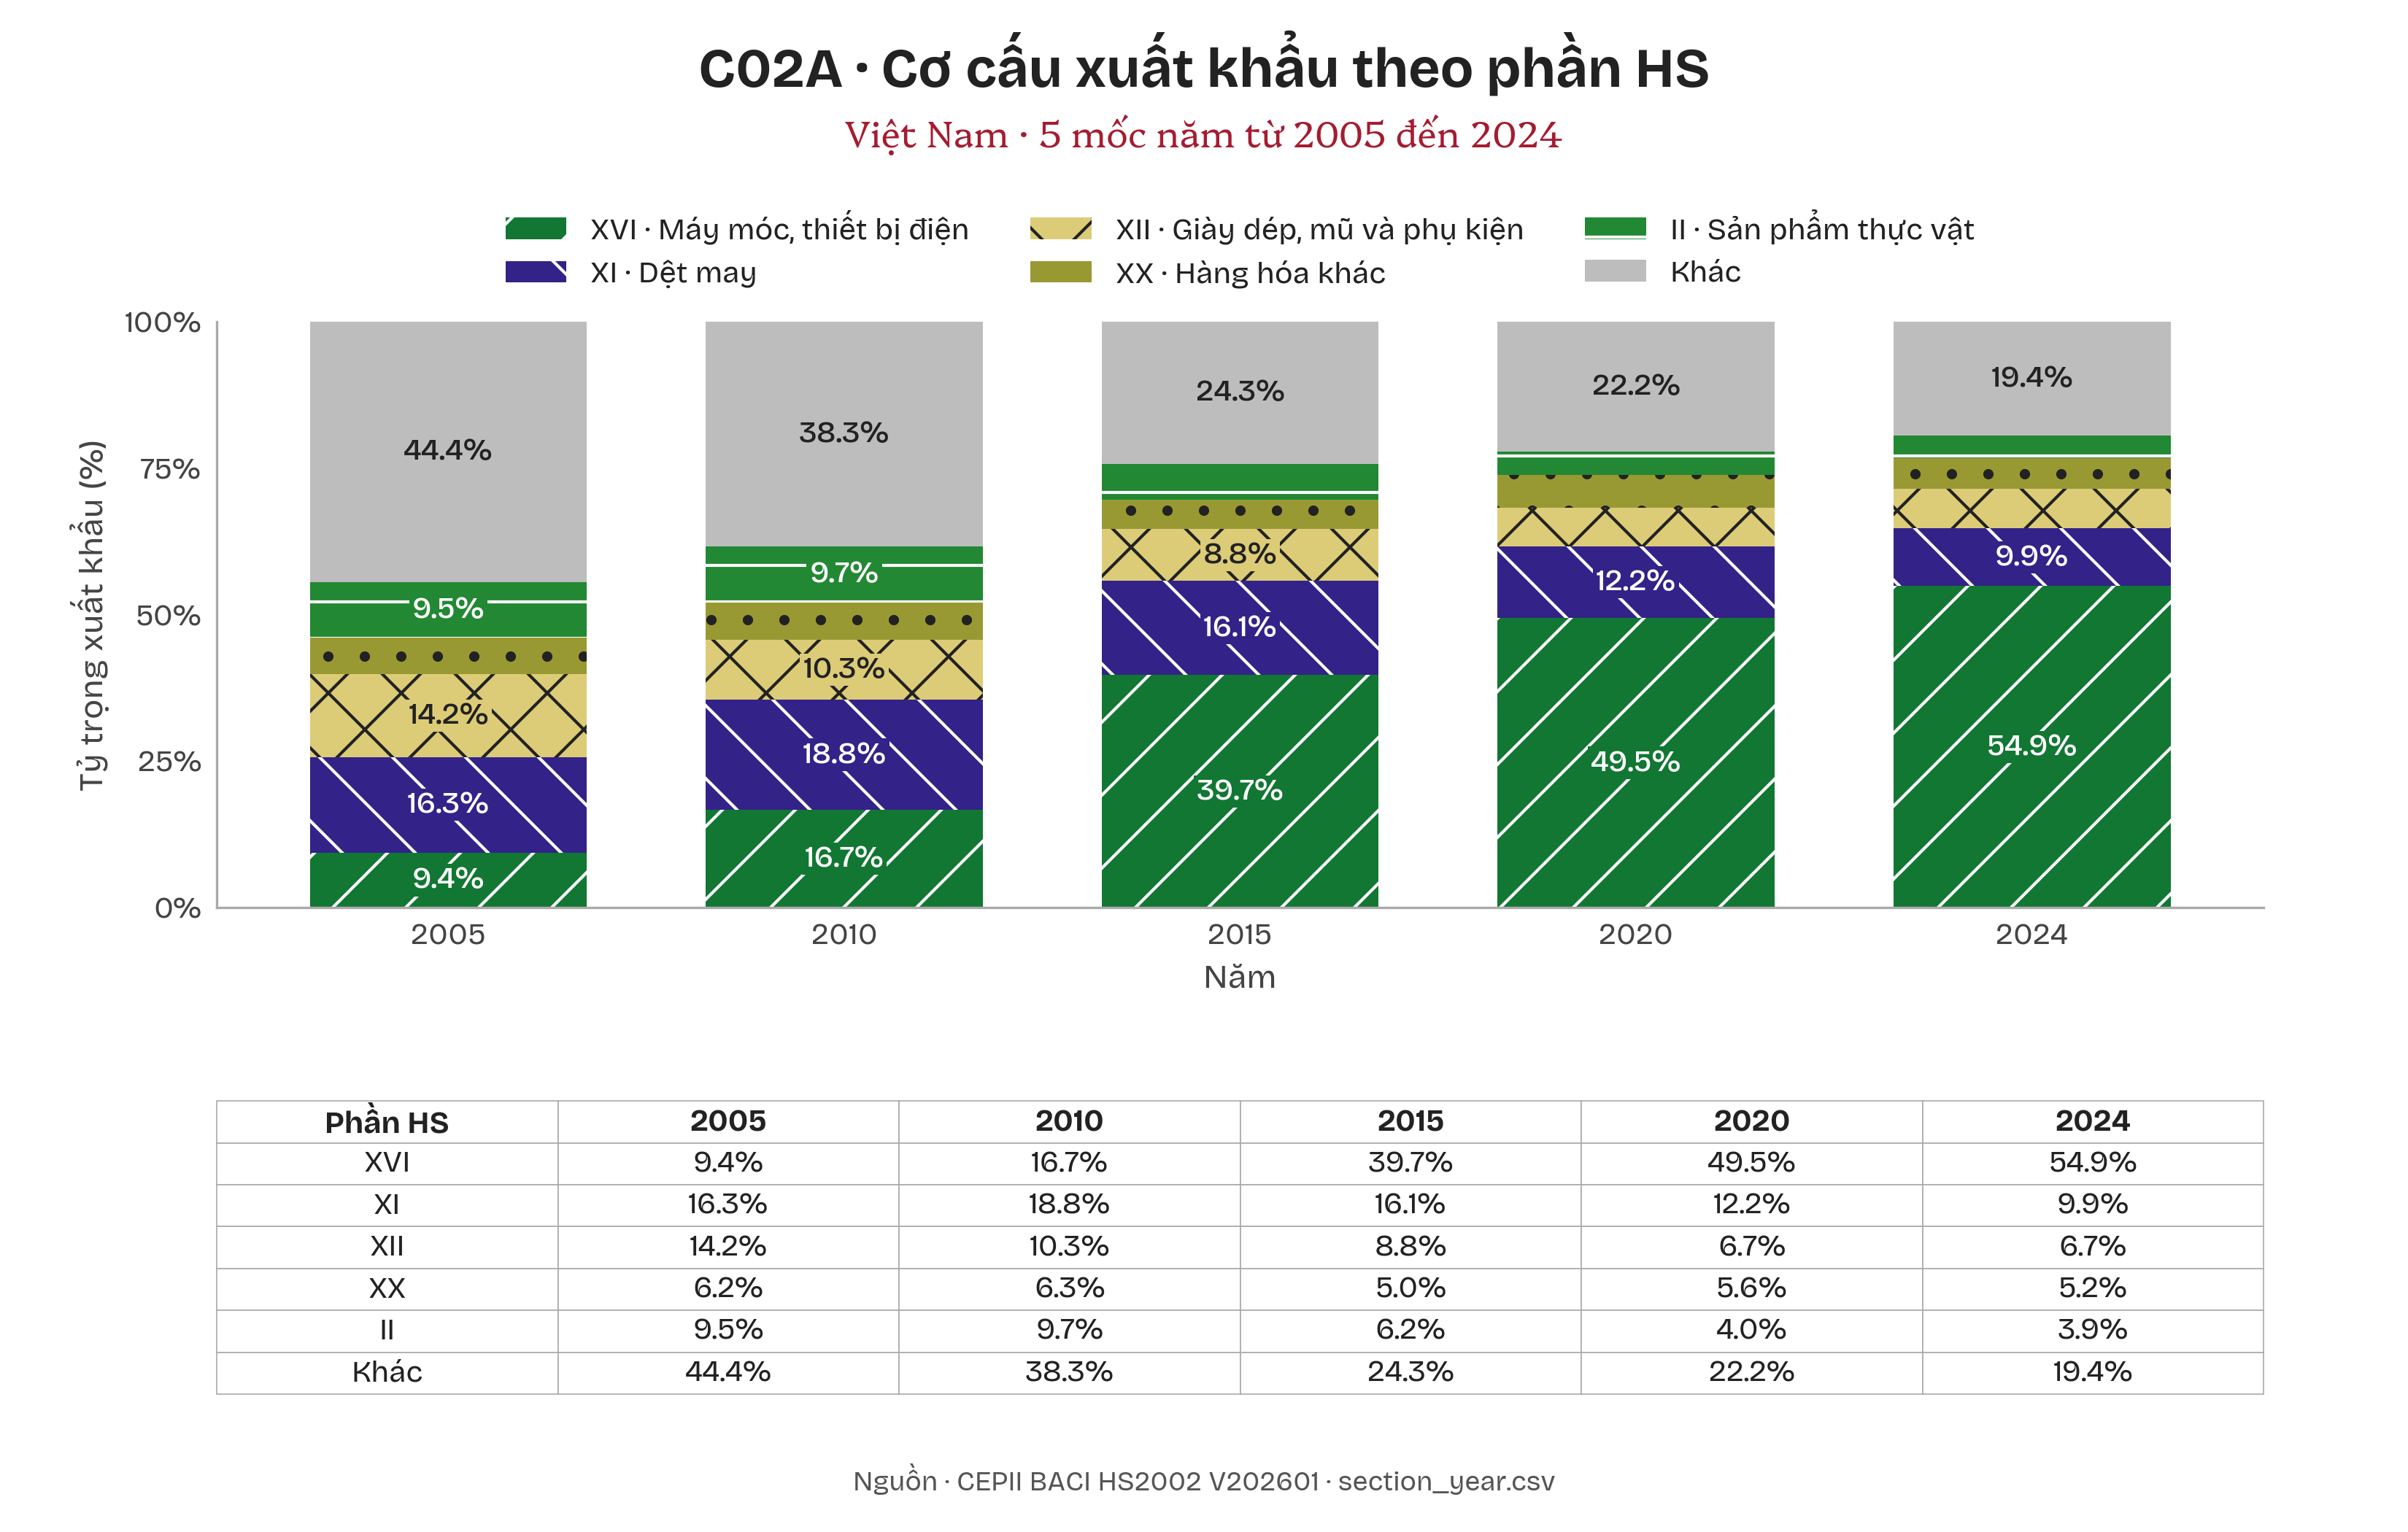 C02A · Cơ cấu xuất khẩu theo phần HS
Việt Nam · 5 mốc năm từ 2005 đến 2024
XVI · Máy móc, thiết bị điện
XII · Giày dép, mũ và phụ kiện
II · Sản phẩm thực vật
XI · Dệt may
XX · Hàng hóa khác
Khác
Tỷ trọng xuất khẩu (%)
100%
75%
50%
25%
0%
44.4%
9.5%
14.2%
16.3%
9.4%
38.3%
9.7%
10.3%
18.8%
16.7%
24.3%
8.8%
16.1%
39.7%
22.2%
12.2%
49.5%
19.4%
9.9%
54.9%
2005 2010 2015 2020 2024
Năm
Phần HS 2005 2010 2015 2020 2024
XVI 9.4% 16.7% 39.7% 49.5% 54.9%
XI 16.3% 18.8% 16.1% 12.2% 9.9%
XII 14.2% 10.3% 8.8% 6.7% 6.7%
XX 6.2% 6.3% 5.0% 5.6% 5.2%
II 9.5% 9.7% 6.2% 4.0% 3.9%
Khác 44.4% 38.3% 24.3% 22.2% 19.4%
Nguồn · CEPII BACI HS2002 V202601 · section_year.csv